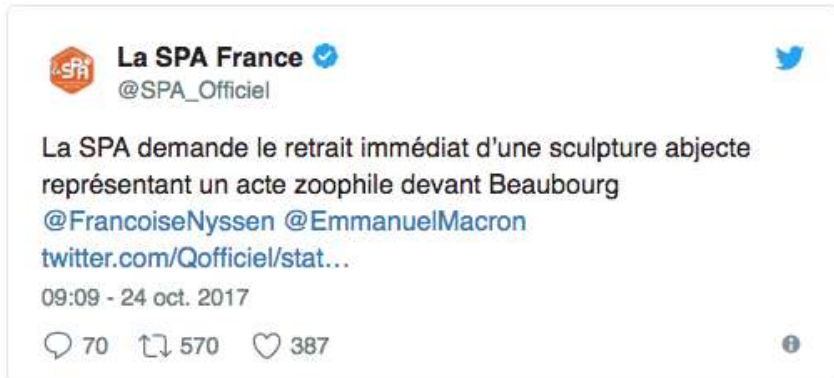 La SPA France
@SPA_Officiel
La SPA demande le retrait immédiat d'une sculpture abjecte
représentant un acte zoophile devant Beaubourg
@FrancoiseNyssen @EmmanuelMacron
twitter.com/Qofficiel/stat…
09:09 - 24 oct. 2017
70 570 387